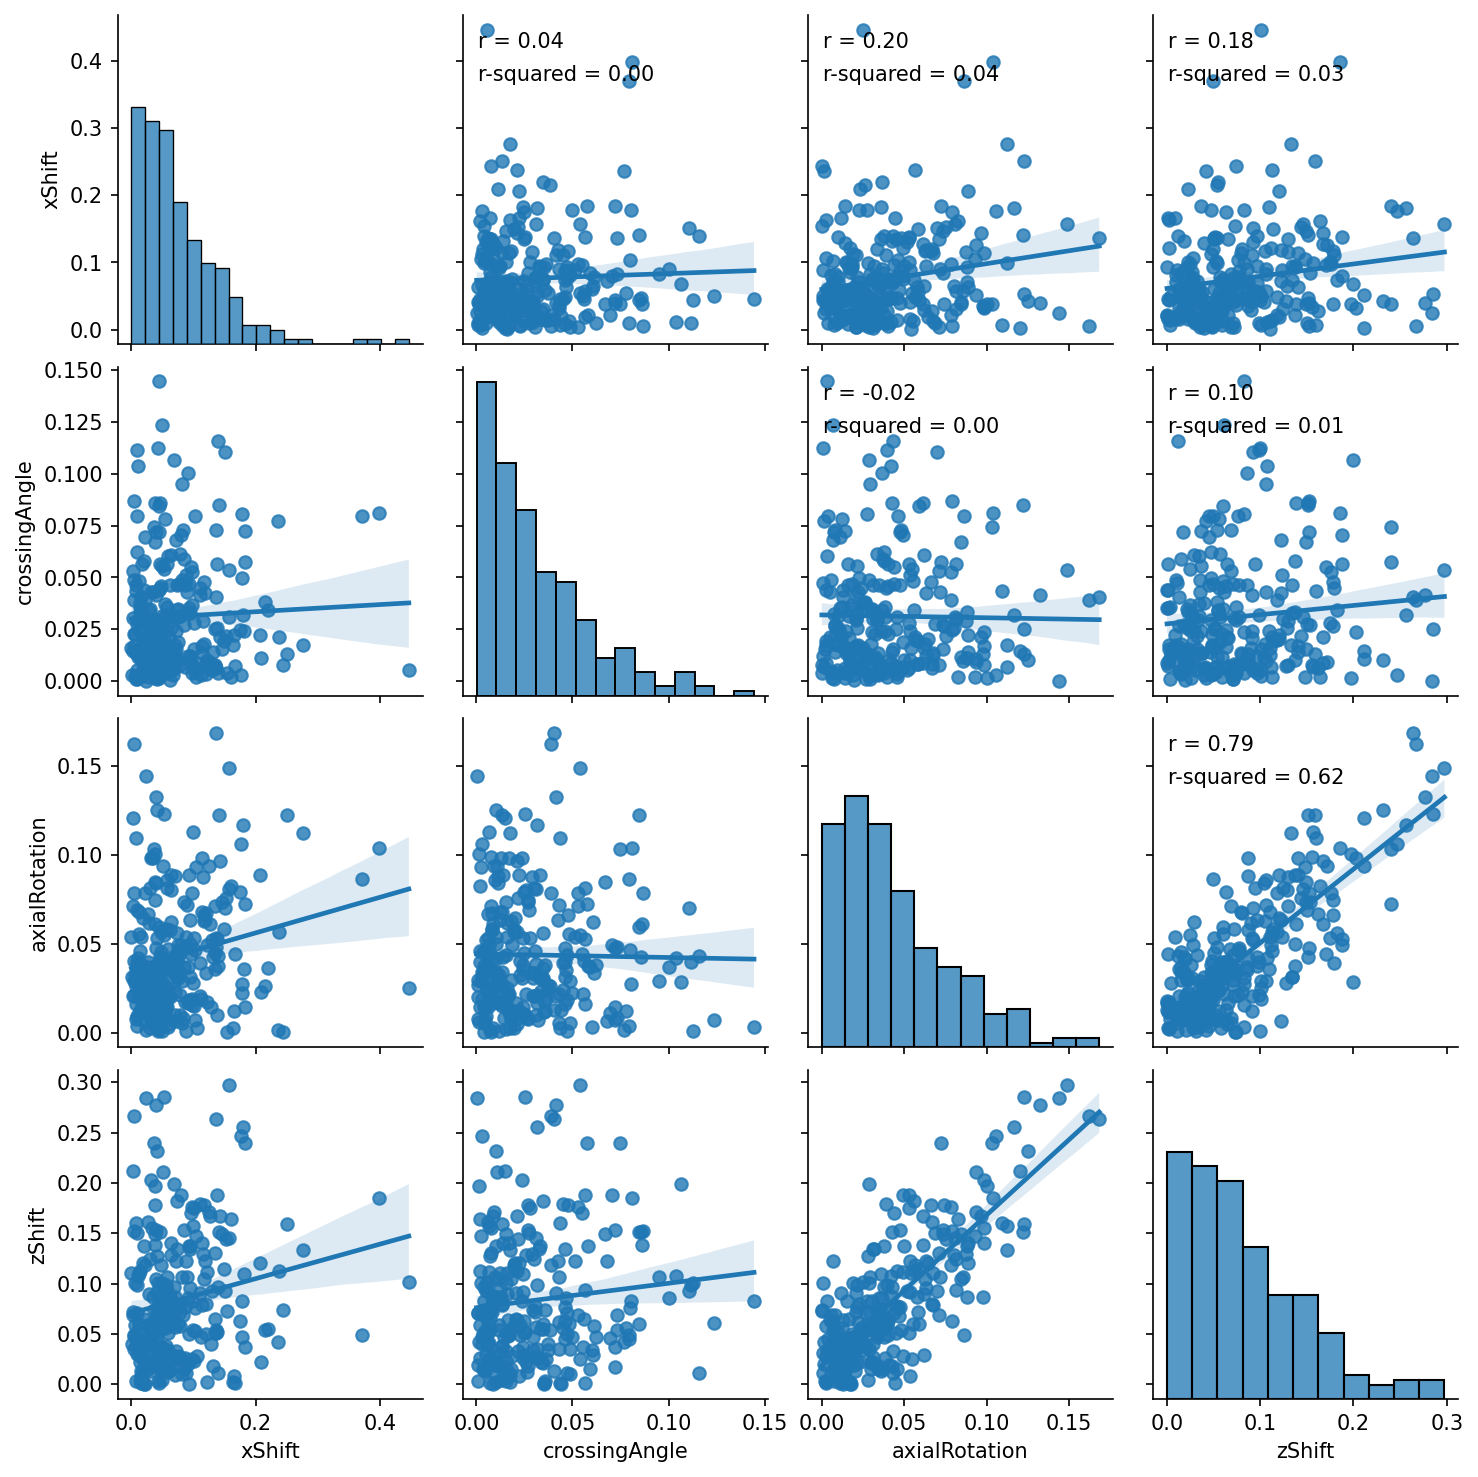 r = 0.04
r = 0.20
r = 0.18
0.4
r-squared = 0.00
r-squared = 0.04
r-squared = 0.03
0.3
xShift
0.2
0.1
0.0
0.150
r = -0.02
r = 0.10
0.125
r-squared = 0.00
r-squared = 0.01
0.100
crossingAngle
0.075
0.050
0.025
0.000
r = 0.79
0.15
r-squared = 0.62
axialRotation
0.10
0.05
0.00
0.30
0.25
0.20
zShift
0.15
0.10
0.05
0.00
0.0 0.2 0.4 0.00 0.05 0.10 0.15 0.00 0.05 0.10 0.15 0.0 0.1 0.2 0.3
xShift crossingAngle axialRotation zShift